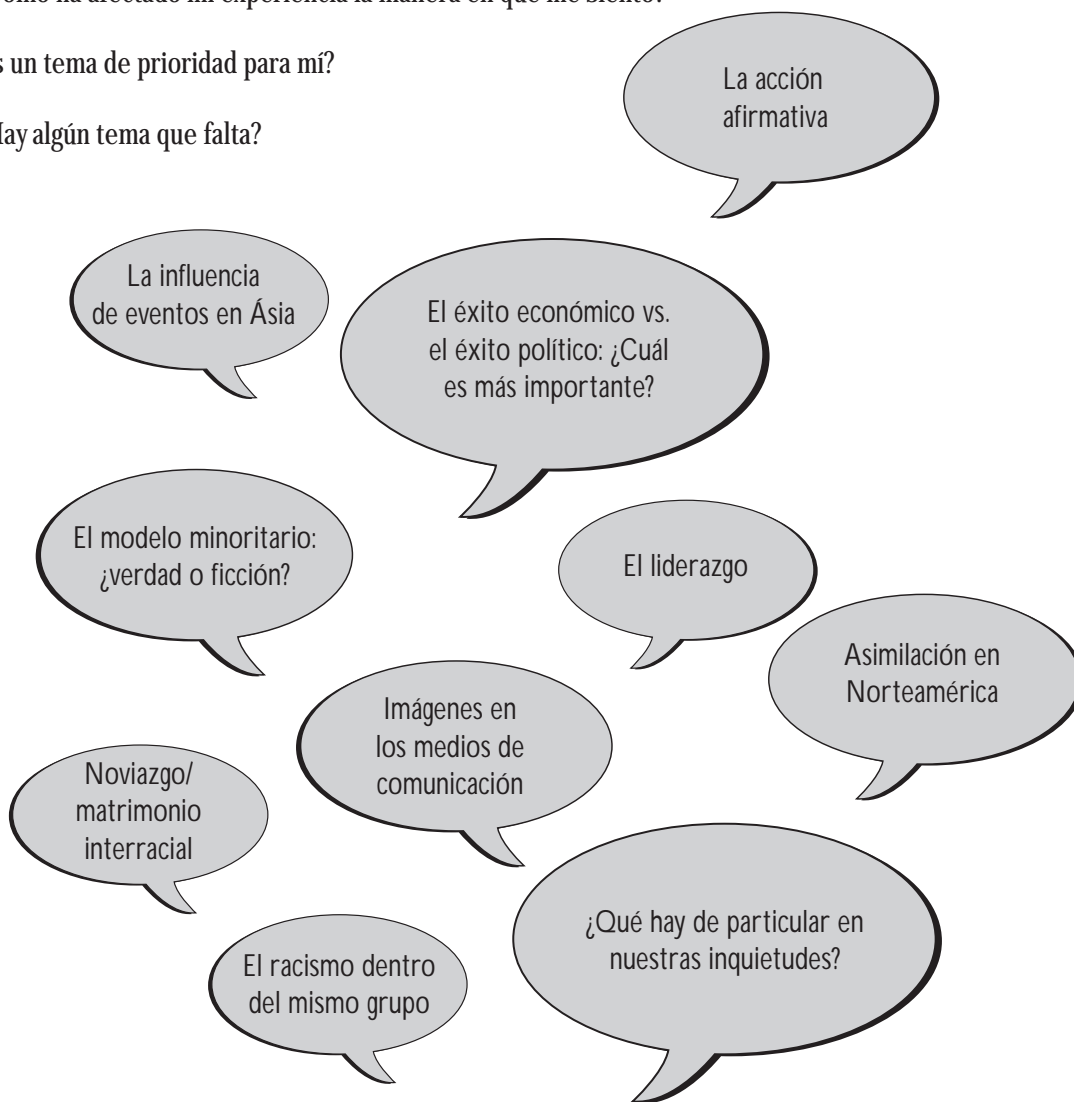 ha afectado mi experiencia la manera en que me siento?
un tema de prioridad para mí?
algún tema que falta?
La acción
afirmativa
La influencia
de eventos en Ásia
El éxito económico vs.
el éxito político: ¿Cuál
es más importante?
El modelo minoritario:
¿verdad o ficción?
El liderazgo
Asimilación en
Norteamérica
Imágenes en
los medios de
comunicación
Noviazgo/
matrimonio
interracial
¿Qué hay de particular en
nuestras inquietudes?
El racismo dentro
del mismo grupo